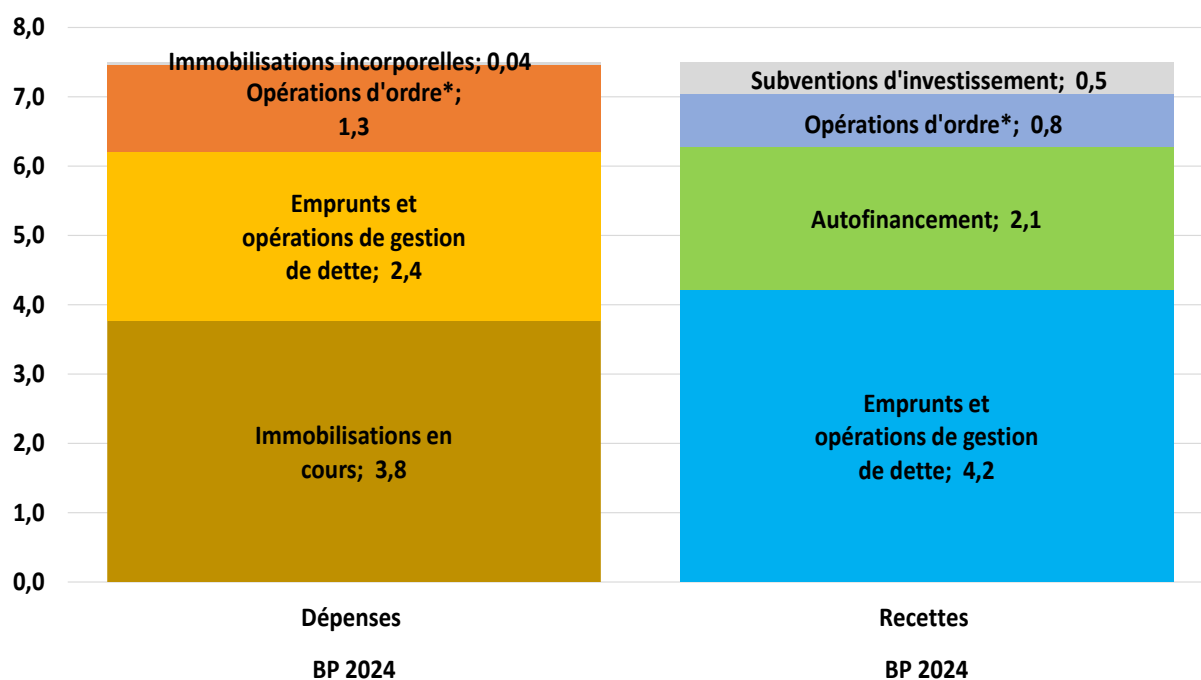 8,0
7,0
6,0
5,0
4,0
3,0
2,0
1,0
0,0
Immobilisations incorporelles; 0,04
Opérations d'ordre*;
1,3
Emprunts et
opérations de gestion
de dette; 2,4
Immobilisations en
cours; 3,8
Subventions d'investissement; 0,5
Opérations d'ordre*; 0,8
Autofinancement; 2,1
Emprunts et
opérations de gestion
de dette; 4,2
Dépenses
Recettes
BP 2024
BP 2024